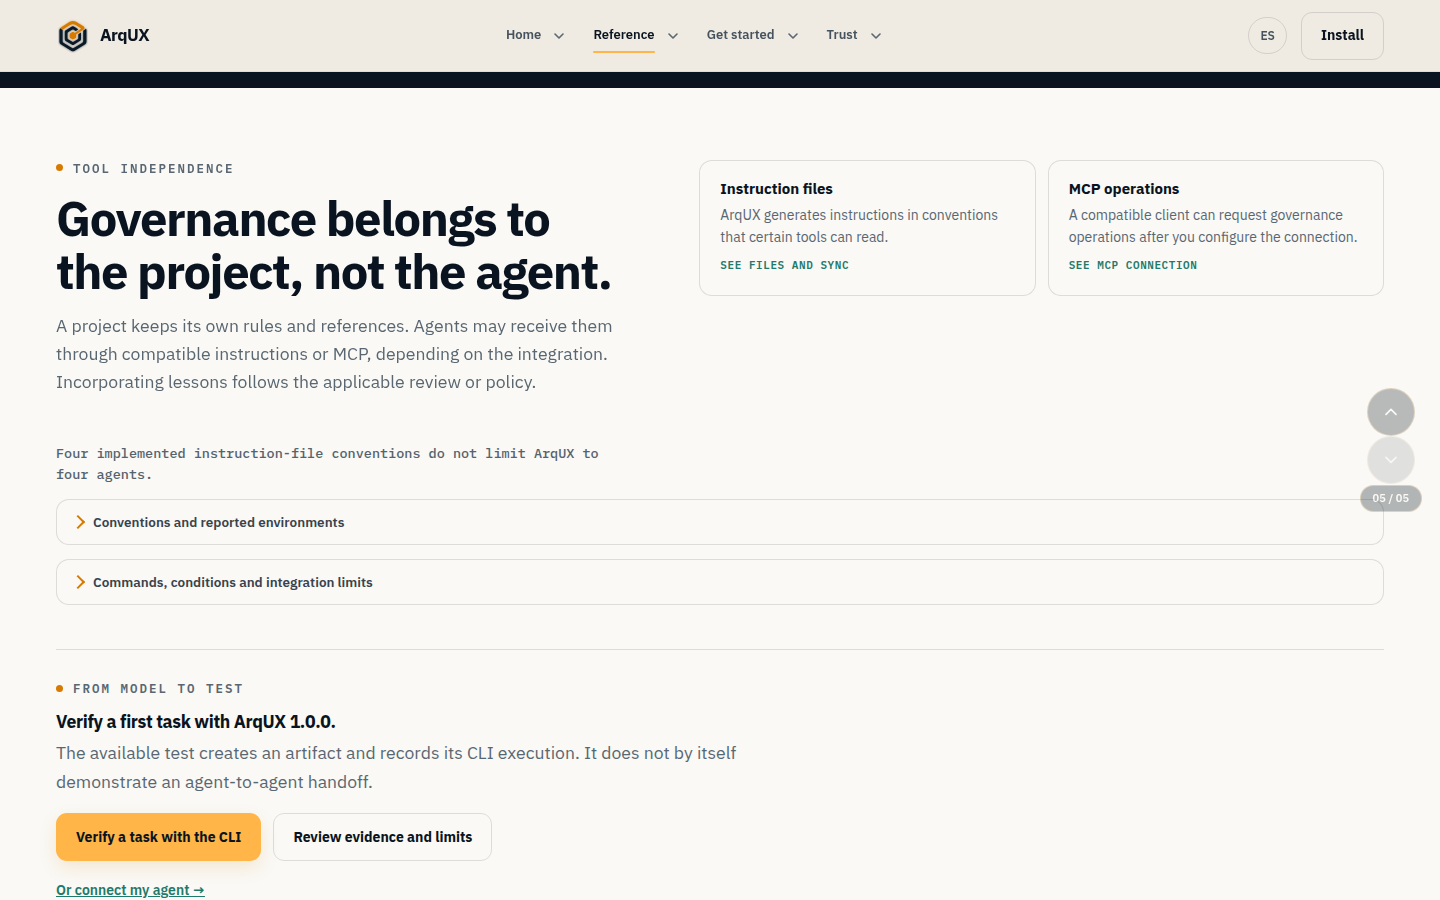 ArqUX
Home
Reference
Get started
Trust
ES
Install
TOOL INDEPENDENCE
Governance belongs to
the project, not the agent.
A project keeps its own rules and references. Agents may receive them
through compatible instructions or MCP, depending on the integration.
Incorporating lessons follows the applicable review or policy.
Instruction files
ArqUX generates instructions in conventions
that certain tools can read.
SEE FILES AND SYNC
MCP operations
A compatible client can request governance
operations after you configure the connection.
SEE MCP CONNECTION
Four implemented instruction-file conventions do not limit ArqUX to
four agents.
05 / 05
Conventions and reported environments
Commands, conditions and integration limits
FROM MODEL TO TEST
Verify a first task with ArqUX 1.0.0.
The available test creates an artifact and records its CLI execution. It does not by itself
demonstrate an agent-to-agent handoff.
Verify a task with the CLI
Review evidence and limits
Or connect my agent →